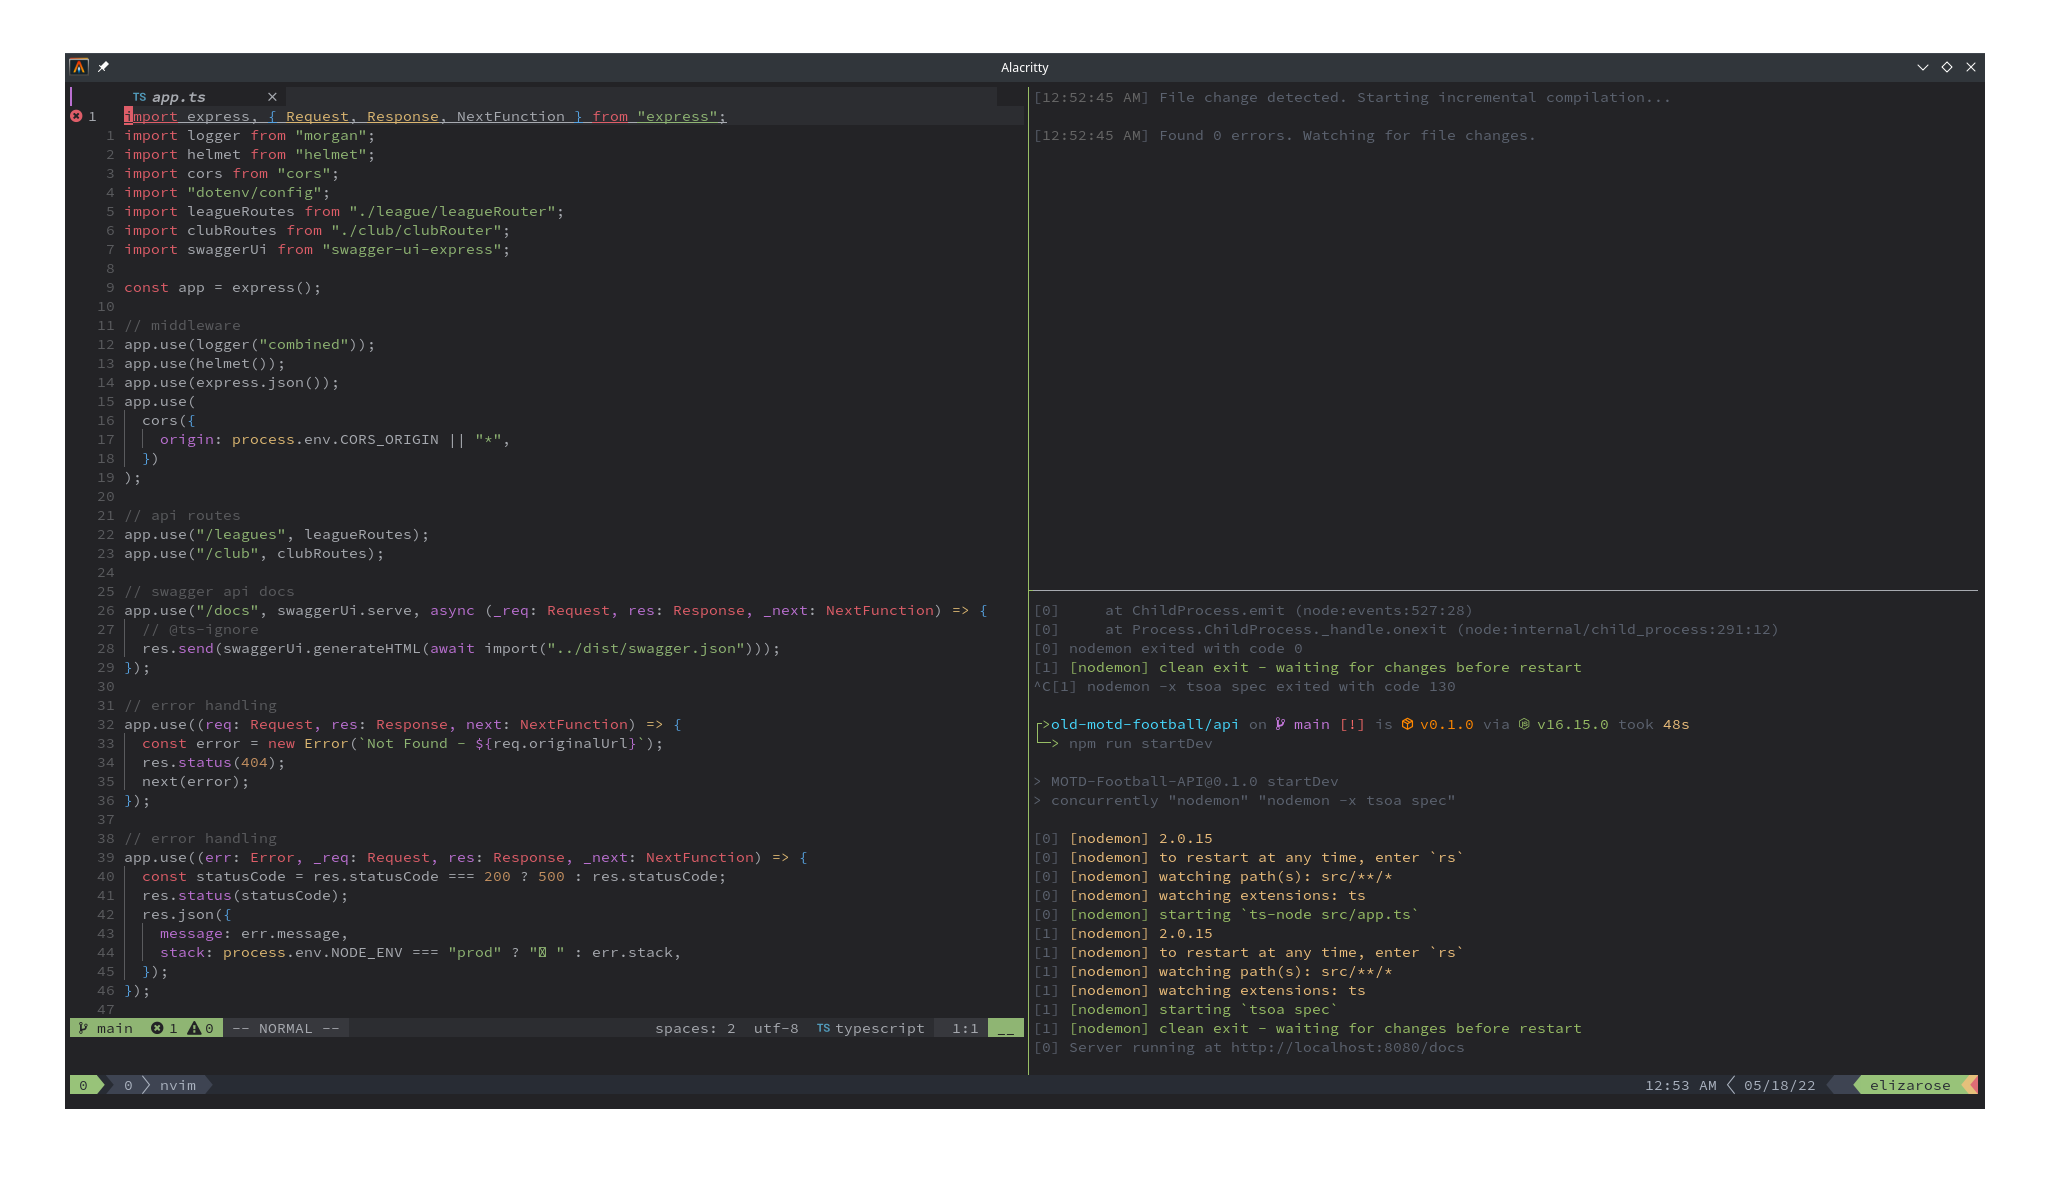 Alacritty
TS app.ts ×
1 import express, { Request, Response, NextFunction } from "express";
1 import logger from "morgan";
2 import helmet from "helmet";
3 import cors from "cors";
4 import "dotenv/config";
5 import leagueRoutes from "./league/leagueRouter";
6 import clubRoutes from "./club/clubRouter";
7 import swaggerUi from "swagger-ui-express";
8
9 const app = express();
10
11 // middleware
12 app.use(logger("combined"));
13 app.use(helmet());
14 app.use(express.json());
15 app.use(
16   cors({
17     origin: process.env.CORS_ORIGIN || "*",
18   })
19 );
20
21 // api routes
22 app.use("/leagues", leagueRoutes);
23 app.use("/club", clubRoutes);
24
25 // swagger api docs
26 app.use("/docs", swaggerUi.serve, async (_req: Request, res: Response, _next: NextFunction) => {
27   // @ts-ignore
28   res.send(swaggerUi.generateHTML(await import("../dist/swagger.json")));
29 });
30
31 // error handling
32 app.use((req: Request, res: Response, next: NextFunction) => {
33   const error = new Error(`Not Found - ${req.originalUrl}`);
34   res.status(404);
35   next(error);
36 });
37
38 // error handling
39 app.use((err: Error, _req: Request, res: Response, _next: NextFunction) => {
40   const statusCode = res.statusCode === 200 ? 500 : res.statusCode;
41   res.status(statusCode);
42   res.json({
43     message: err.message,
44     stack: process.env.NODE_ENV === "prod" ? " " : err.stack,
45   });
46 });
47
main 1 0 -- NORMAL -- spaces: 2 utf-8 TS typescript 1:1 __
[12:52:45 AM] File change detected. Starting incremental compilation...
[12:52:45 AM] Found 0 errors. Watching for file changes.
[0]     at ChildProcess.emit (node:events:527:28)
[0]     at Process.ChildProcess._handle.onexit (node:internal/child_process:291:12)
[0] nodemon exited with code 0
[1] [nodemon] clean exit - waiting for changes before restart
^C[1] nodemon -x tsoa spec exited with code 130
>old-motd-football/api on main [!] is v0.1.0 via v16.15.0 took 48s
> npm run startDev
> MOTD-Football-API@0.1.0 startDev
> concurrently "nodemon" "nodemon -x tsoa spec"
[0] [nodemon] 2.0.15
[0] [nodemon] to restart at any time, enter `rs`
[0] [nodemon] watching path(s): src/**/*
[0] [nodemon] watching extensions: ts
[0] [nodemon] starting `ts-node src/app.ts`
[1] [nodemon] 2.0.15
[1] [nodemon] to restart at any time, enter `rs`
[1] [nodemon] watching path(s): src/**/*
[1] [nodemon] watching extensions: ts
[1] [nodemon] starting `tsoa spec`
[1] [nodemon] clean exit - waiting for changes before restart
[0] Server running at http://localhost:8080/docs
0 0 nvim 12:53 AM 05/18/22 elizarose